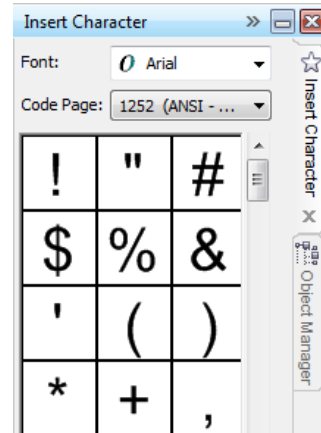 Insert Character
Font:
O Arial
Code Page:
1252 (ANSI - ...
! " #
$ % &
' ( )
* + ,
Insert Character
Object Manager